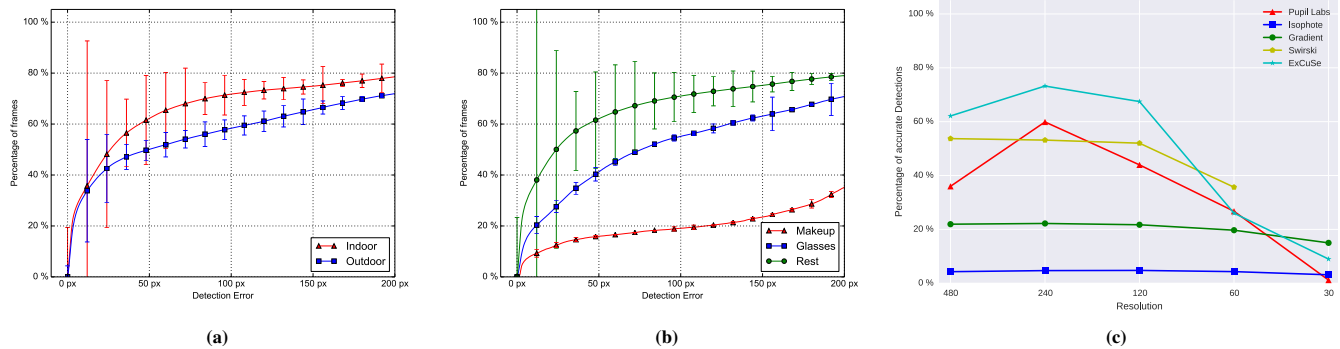 100 %
80 %
60 %
40 %
20 %
0 %
Percentage of frames
0 px
50 px
100 px
150 px
200 px
Detection Error
Indoor
Outdoor
(a)
100 %
80 %
60 %
40 %
20 %
0 %
Percentage of frames
0 px
50 px
100 px
150 px
200 px
Detection Error
Makeup
Glasses
Rest
(b)
100 %
80 %
60 %
40 %
20 %
0 %
Percentage of accurate Detections
480
240
120
60
30
Resolution
Pupil Labs
Isophote
Gradient
Swirski
ExCuSe
(c)